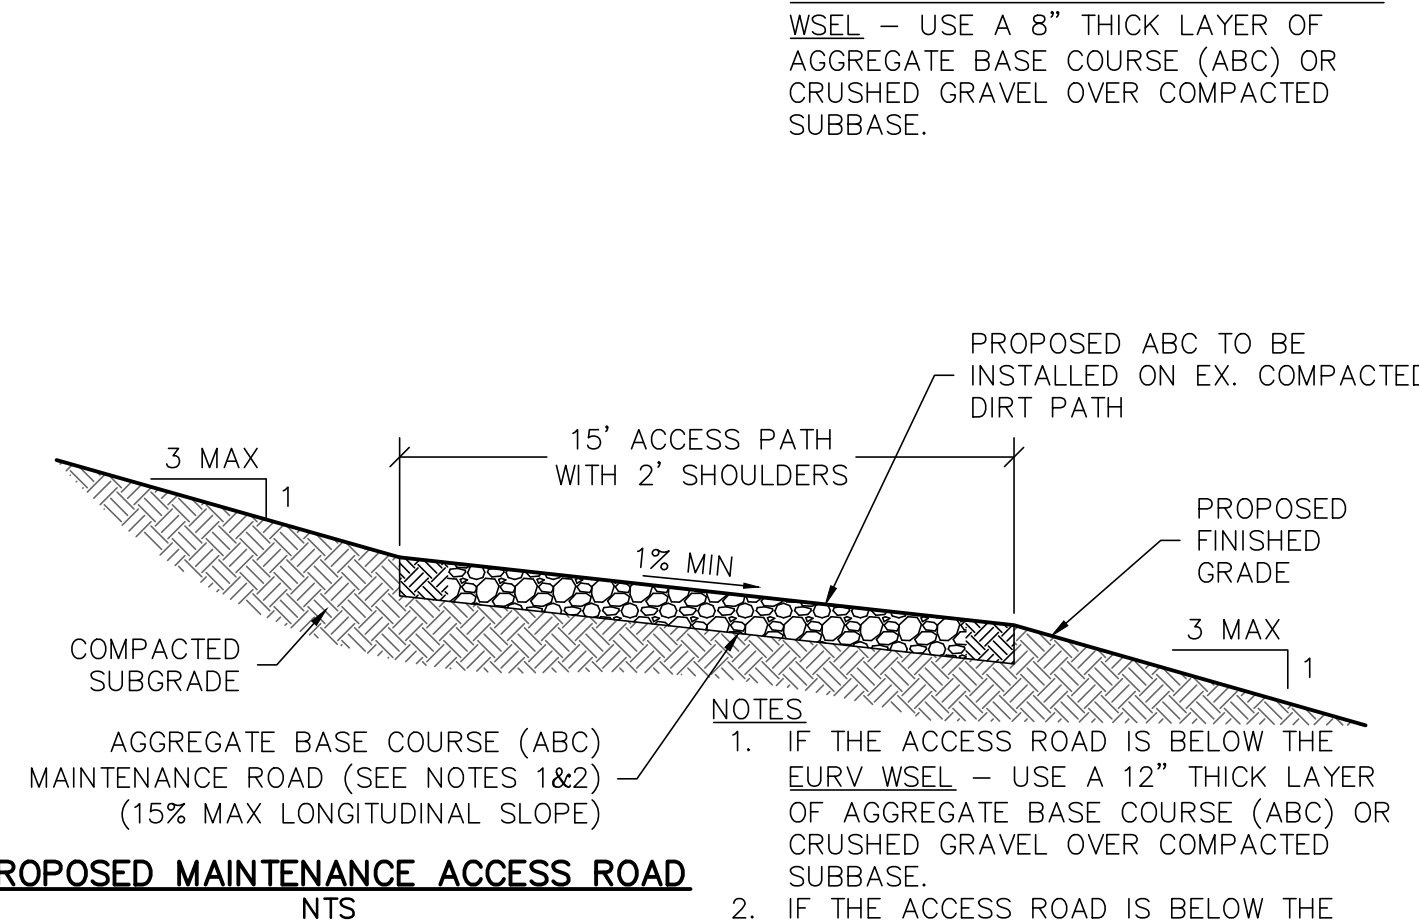 WSEL – USE A 8” THICK LAYER OF
AGGREGATE BASE COURSE (ABC) OR
CRUSHED GRAVEL OVER COMPACTED
SUBBASE.
PROPOSED ABC TO BE
INSTALLED ON EX. COMPACTED
DIRT PATH
15’ ACCESS PATH
WITH 2’ SHOULDERS
3 MAX
1
PROPOSED
FINISHED
GRADE
1% MIN
3 MAX
1
COMPACTED
SUBGRADE
AGGREGATE BASE COURSE (ABC)
MAINTENANCE ROAD (SEE NOTES 1&2)
(15% MAX LONGITUDINAL SLOPE)
NOTES
1. IF THE ACCESS ROAD IS BELOW THE
EURV WSEL – USE A 12” THICK LAYER
OF AGGREGATE BASE COURSE (ABC) OR
CRUSHED GRAVEL OVER COMPACTED
SUBBASE.
2. IF THE ACCESS ROAD IS BELOW THE
ROPOSED MAINTENANCE ACCESS ROAD
NTS